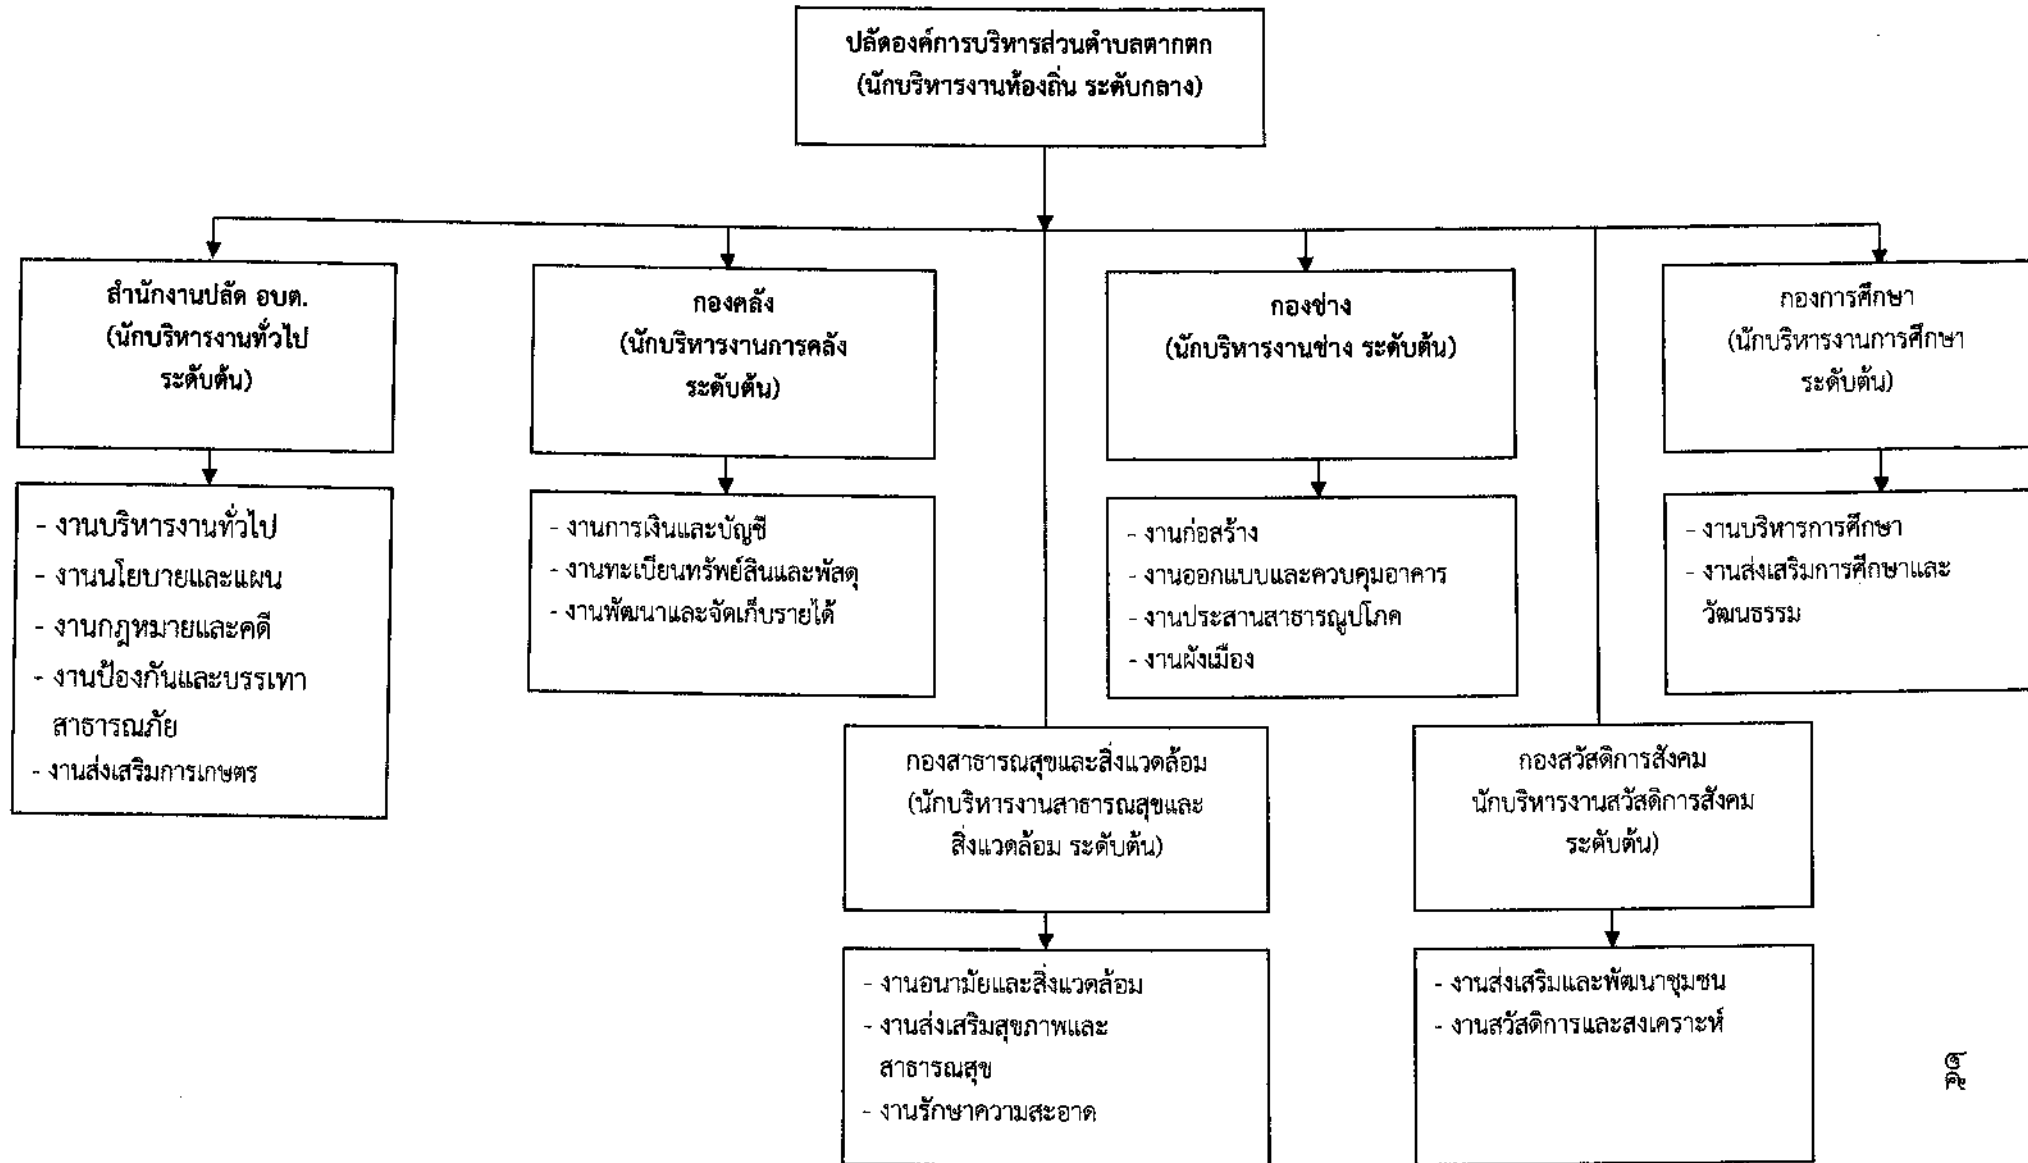 ปลัดองค์การบริหารส่วนตำบลตากตก
(นักบริหารงานท้องถิ่น ระดับกลาง)
สำนักงานปลัด อบต.
(นักบริหารงานทั่วไป
ระดับต้น)
กองคลัง
(นักบริหารงานการคลัง
ระดับต้น)
กองช่าง
(นักบริหารงานช่าง ระดับต้น)
กองการศึกษา
(นักบริหารงานการศึกษา
ระดับต้น)
- งานบริหารงานทั่วไป
- งานนโยบายและแผน
- งานกฎหมายและคดี
- งานป้องกันและบรรเทา
สาธารณภัย
- งานส่งเสริมการเกษตร
- งานการเงินและบัญชี
- งานทะเบียนทรัพย์สินและพัสดุ
- งานพัฒนาและจัดเก็บรายได้
- งานก่อสร้าง
- งานออกแบบและควบคุมอาคาร
- งานประสานสาธารณูปโภค
- งานผังเมือง
- งานบริหารการศึกษา
- งานส่งเสริมการศึกษาและ
วัฒนธรรม
กองสาธารณสุขและสิ่งแวดล้อม
(นักบริหารงานสาธารณสุขและ
สิ่งแวดล้อม ระดับต้น)
กองสวัสดิการสังคม
นักบริหารงานสวัสดิการสังคม
ระดับต้น)
- งานอนามัยและสิ่งแวดล้อม
- งานส่งเสริมสุขภาพและ
สาธารณสุข
- งานรักษาความสะอาด
- งานส่งเสริมและพัฒนาชุมชน
- งานสวัสดิการและสงเคราะห์